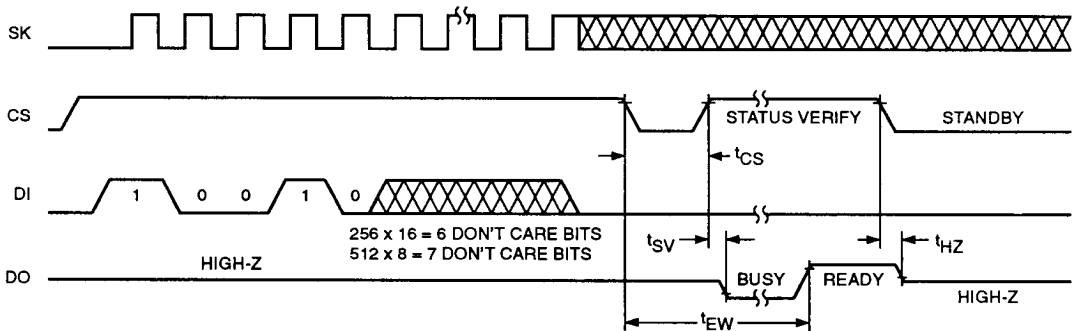 SK
CS
STATUS VERIFY
STANDBY
tCS
DI
1 0 0 1 0
256 x 16 = 6 DON'T CARE BITS
512 x 8 = 7 DON'T CARE BITS
tSV
tHZ
DO
HIGH-Z
BUSY
READY
HIGH-Z
tEW